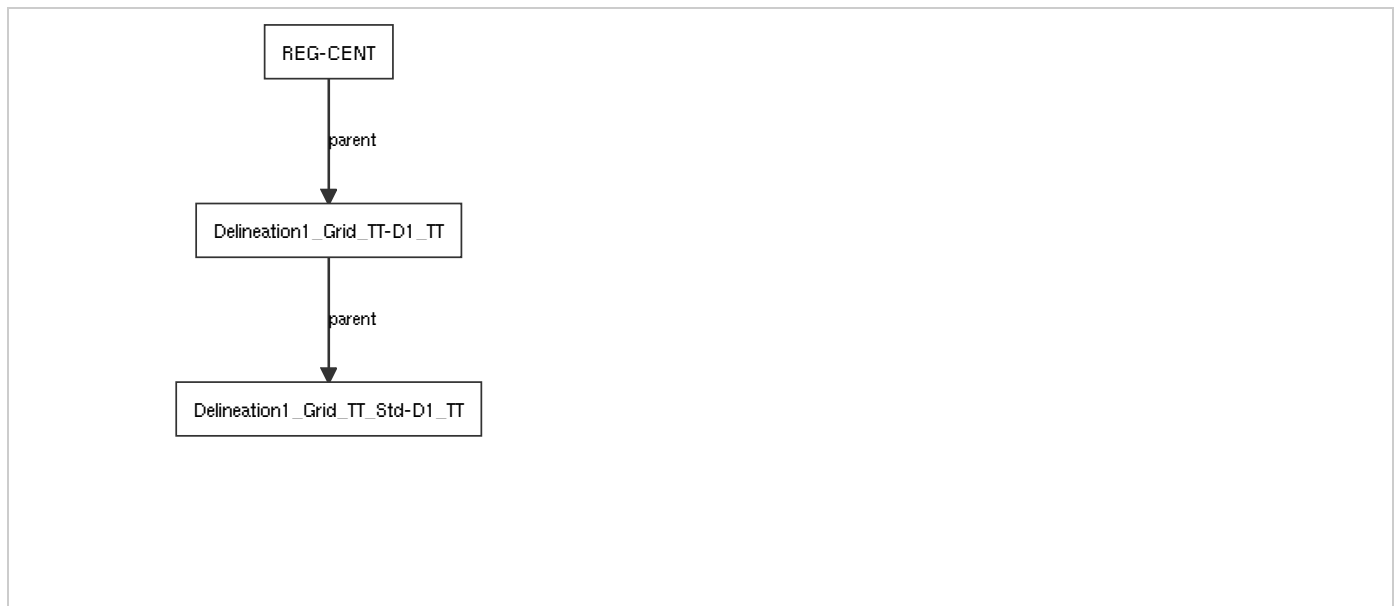 REG-CENT
parent
Delineation1_Grid_TT-D1_TT
parent
Delineation1_Grid_TT_Std-D1_TT